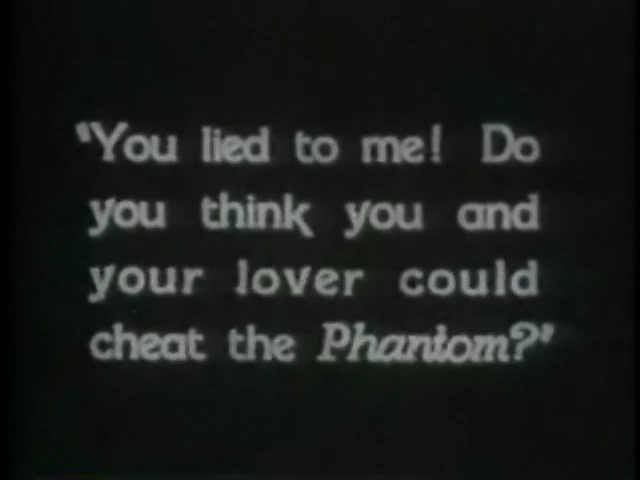 "You lied to me! Do
you think you and
your lover could
cheat the Phantom?"